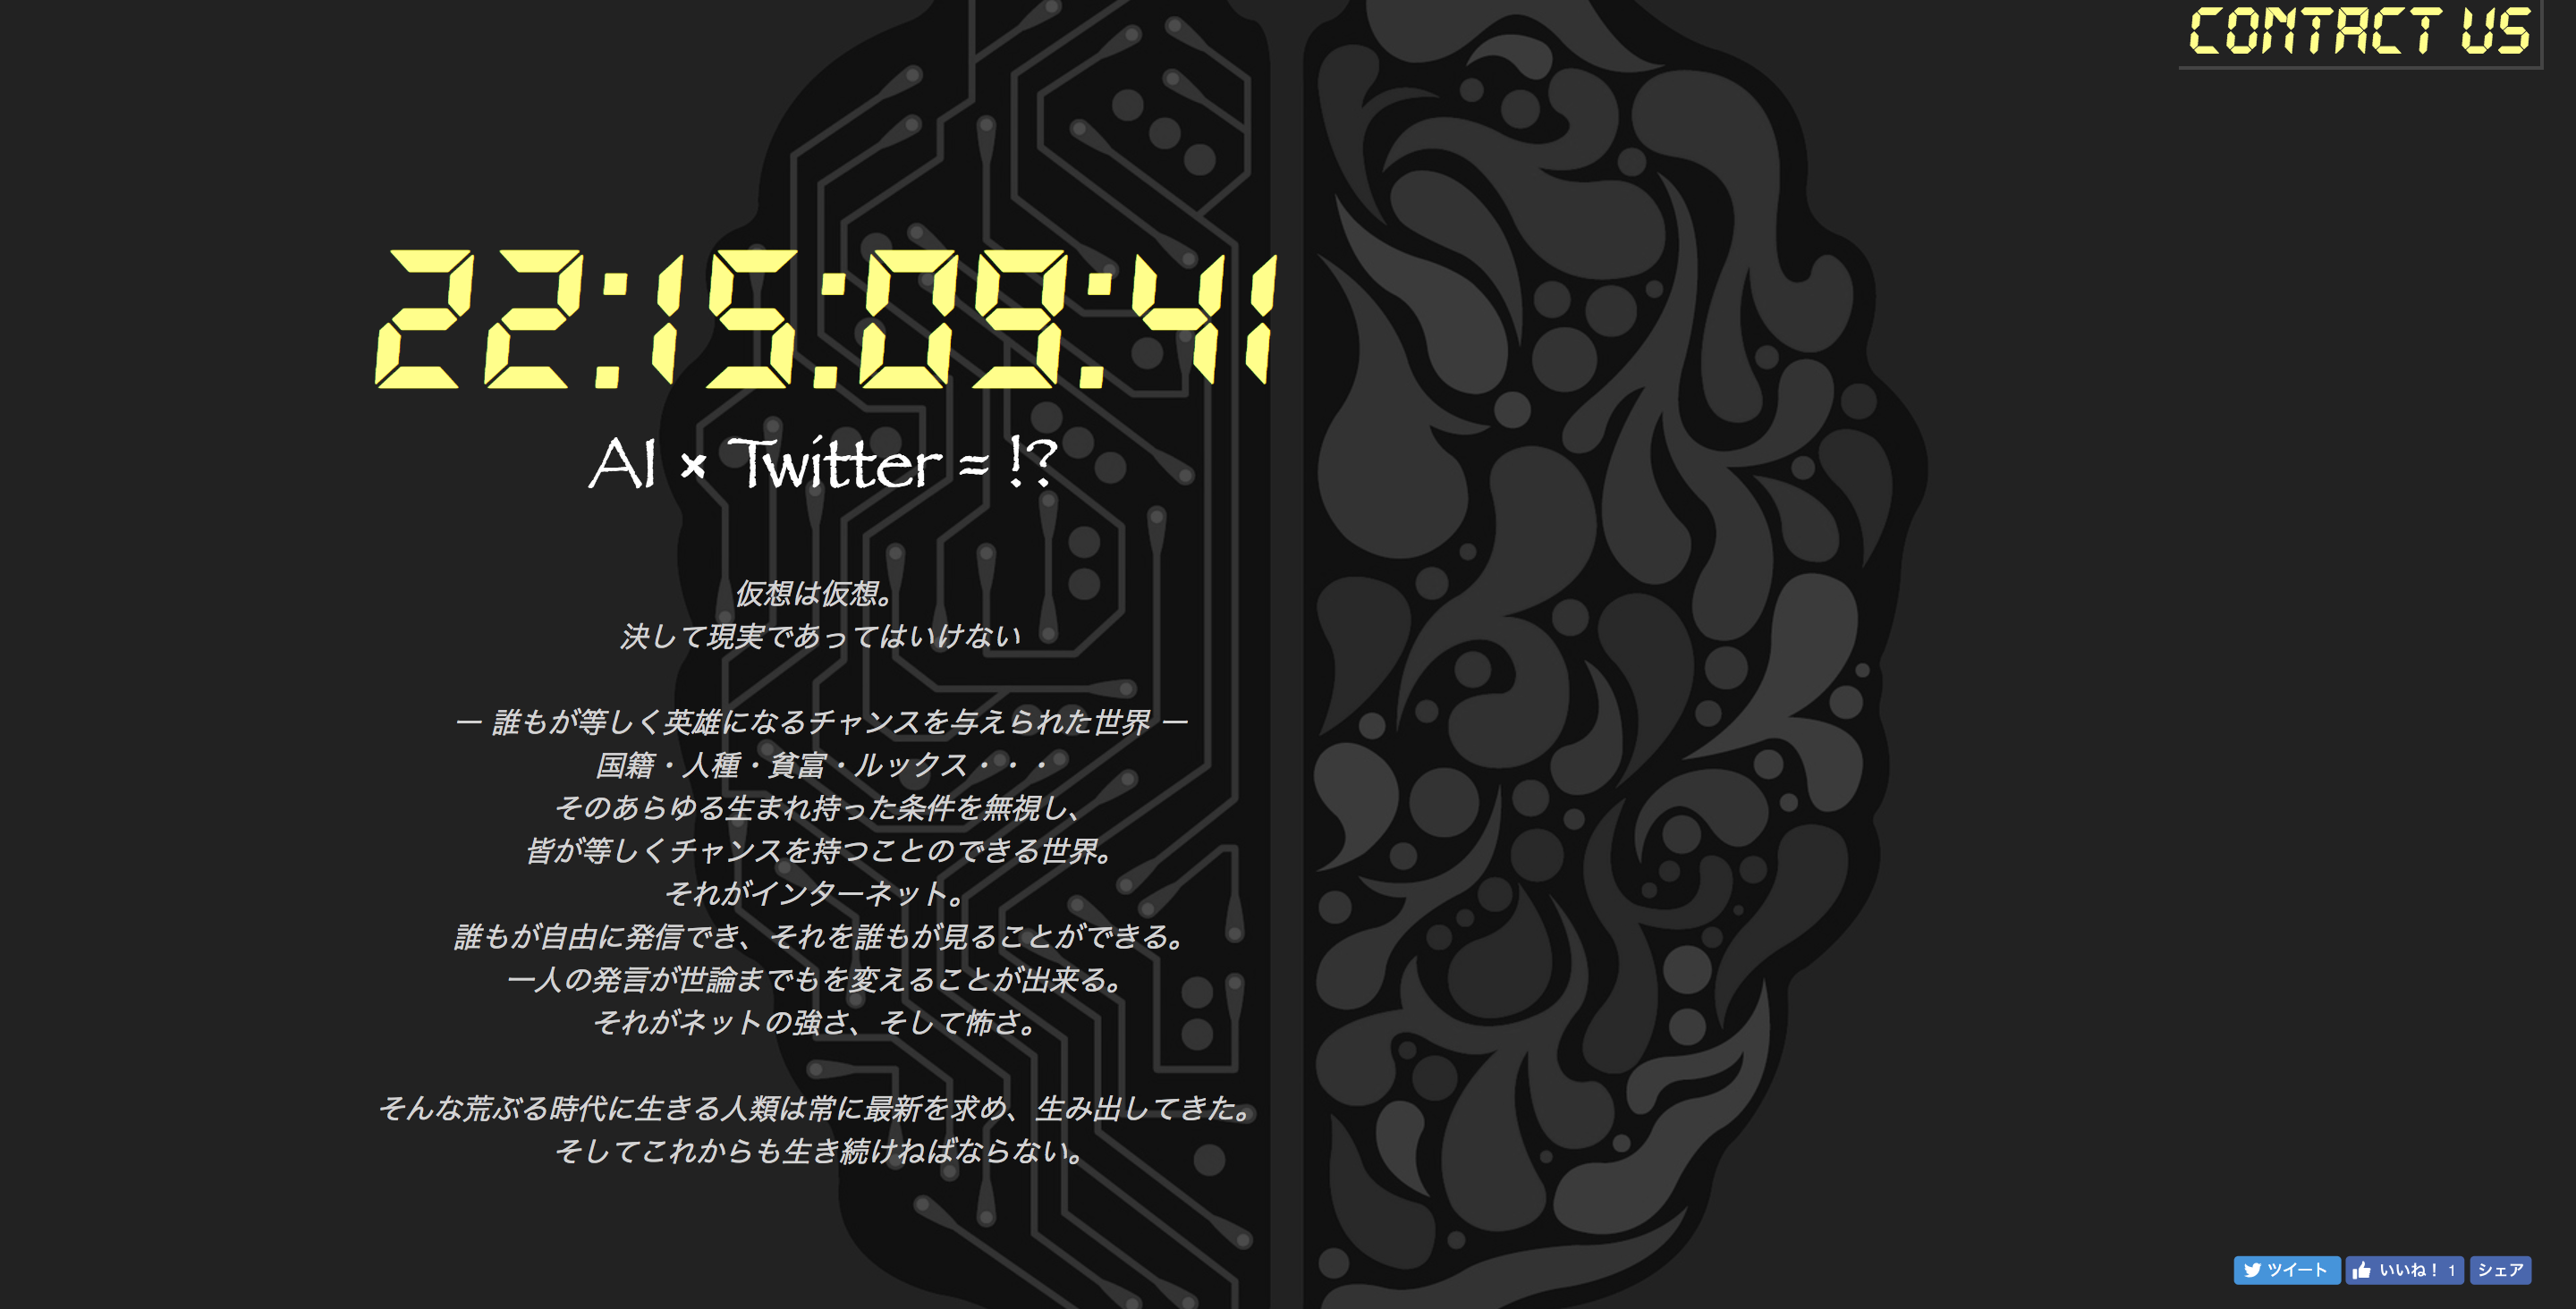 CONTACT US
22:15:09:41
AI × Twitter = !?
仮想は仮想。
決して現実であってはいけない
― 誰もが等しく英雄になるチャンスを与えられた世界 ―
国籍・人種・貧富・ルックス・・・
そのあらゆる生まれ持った条件を無視し、
皆が等しくチャンスを持つことのできる世界。
それがインターネット。
誰もが自由に発信でき、それを誰もが見ることができる。
一人の発言が世論までもを変えることが出来る。
それがネットの強さ、そして怖さ。
そんな荒ぶる時代に生きる人類は常に最新を求め、生み出してきた。
そしてこれからも生き続けねばならない。
ツイート いいね！ 1 シェア